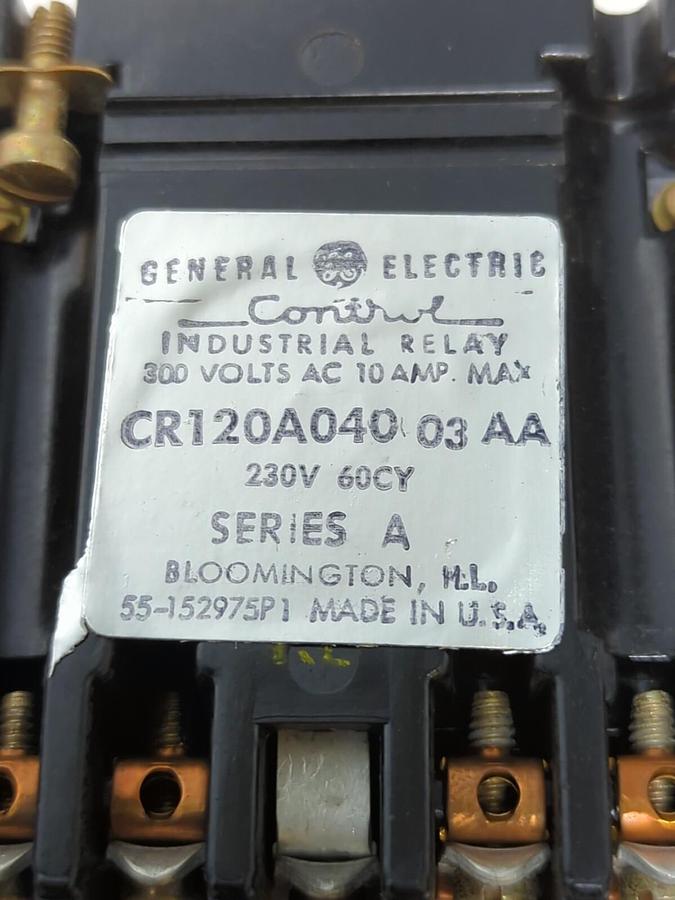 GENERAL ELECTRIC
Control
INDUSTRIAL RELAY
300 VOLTS AC 10 AMP. MAX
CR120A040 03 AA
230V 60CY
SERIES A
BLOOMINGTON, ILL.
55-152975P1 MADE IN U.S.A.